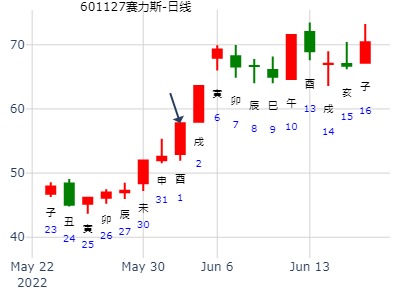 601127赛力斯-日线
70
60
50
40
子
23
丑
24
寅
25
卯
26
辰
27
未
30
申
31
酉
1
戌
2
寅
6
卯
7
辰
8
巳
9
午
10
酉
13
戌
14
亥
15
子
16
May 22
2022
May 30
Jun 6
Jun 13